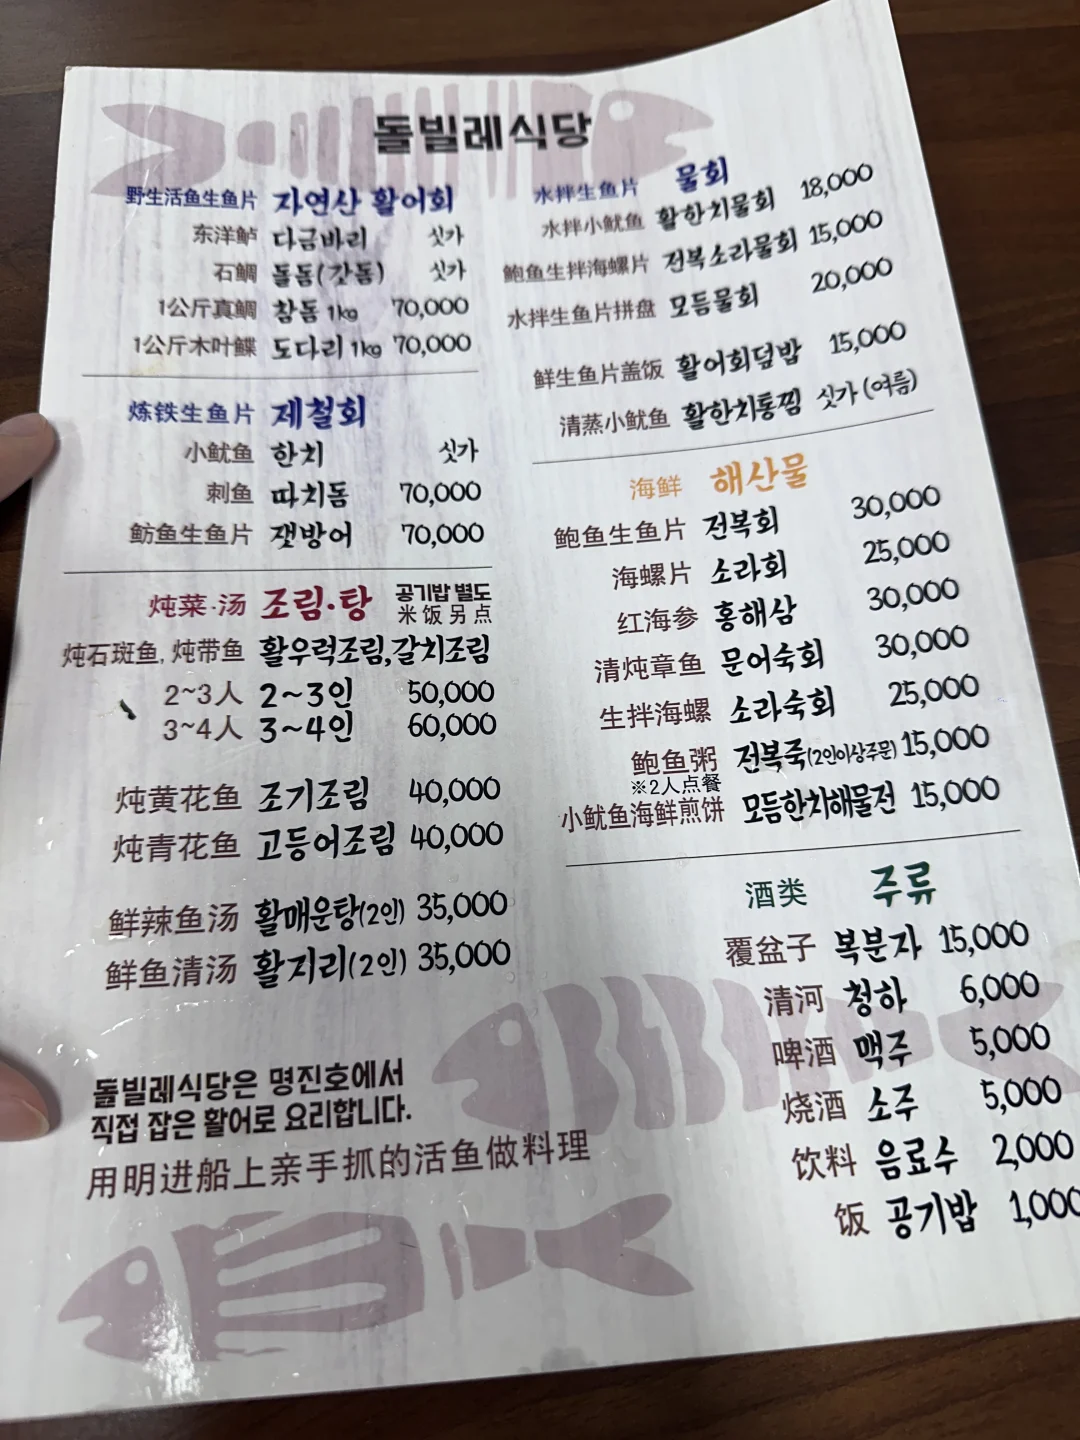 돌빌레식당
野生活鱼生鱼片 자연산 활어회
东洋鲈 다금바리 싯가
石鲷 돌돔(갓돔) 싯가
1公斤真鲷 참돔 1kg 70,000
1公斤木叶鲽 도다리 1kg 70,000
炼铁生鱼片 제철회
小鱿鱼 한치 싯가
刺鱼 따치돔 70,000
鲂鱼生鱼片 잿방어 70,000
炖菜·汤 조림·탕 공기밥 별도
米饭另点
炖石斑鱼, 炖带鱼 활우럭조림,갈치조림
2~3人 2~3인 50,000
3~4人 3~4인 60,000
炖黄花鱼 조기조림 40,000
炖青花鱼 고등어조림 40,000
鲜辣鱼汤 활매운탕(2인) 35,000
鲜鱼清汤 활지리(2인) 35,000
돌빌레식당은 명진호에서
직접 잡은 활어로 요리합니다.
用明进船上亲手抓的活鱼做料理
水拌生鱼片 물회
水拌小鱿鱼 활한치물회 18,000
鲍鱼生拌海螺片 전복소라물회 15,000
水拌生鱼片拼盘 모듬물회 20,000
鲜生鱼片盖饭 활어회덮밥 15,000
清蒸小鱿鱼 활한치통찜 싯가(여름)
海鲜 해산물
鲍鱼生鱼片 전복회 30,000
海螺片 소라회 25,000
红海参 홍해삼 30,000
清炖章鱼 문어숙회 30,000
生拌海螺 소라숙회 25,000
鲍鱼粥 전복죽(2인이상주문) 15,000
※2人点餐
小鱿鱼海鲜煎饼 모듬한치해물전 15,000
酒类 주류
覆盆子 복분자 15,000
清河 청하 6,000
啤酒 맥주 5,000
烧酒 소주 5,000
饮料 음료수 2,000
饭 공기밥 1,000